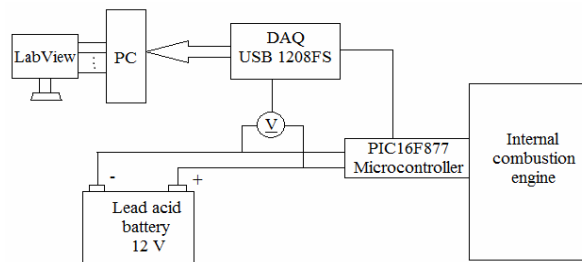 LabView
PC
DAQ
USB 1208FS
V
PIC16F877
Microcontroller
Internal
combustion
engine
- +
Lead acid
battery
12 V